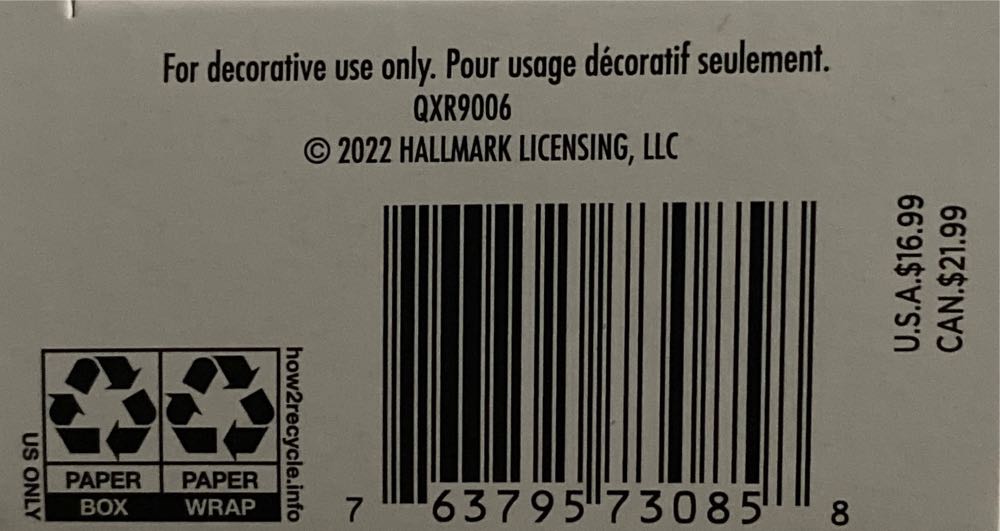 For decorative use only. Pour usage décoratif seulement.
QXR9006
© 2022 HALLMARK LICENSING, LLC
U.S.A.$16.99
CAN.$21.99
how2recycle.info
US ONLY
PAPER PAPER
BOX WRAP
7 63795 73085 8